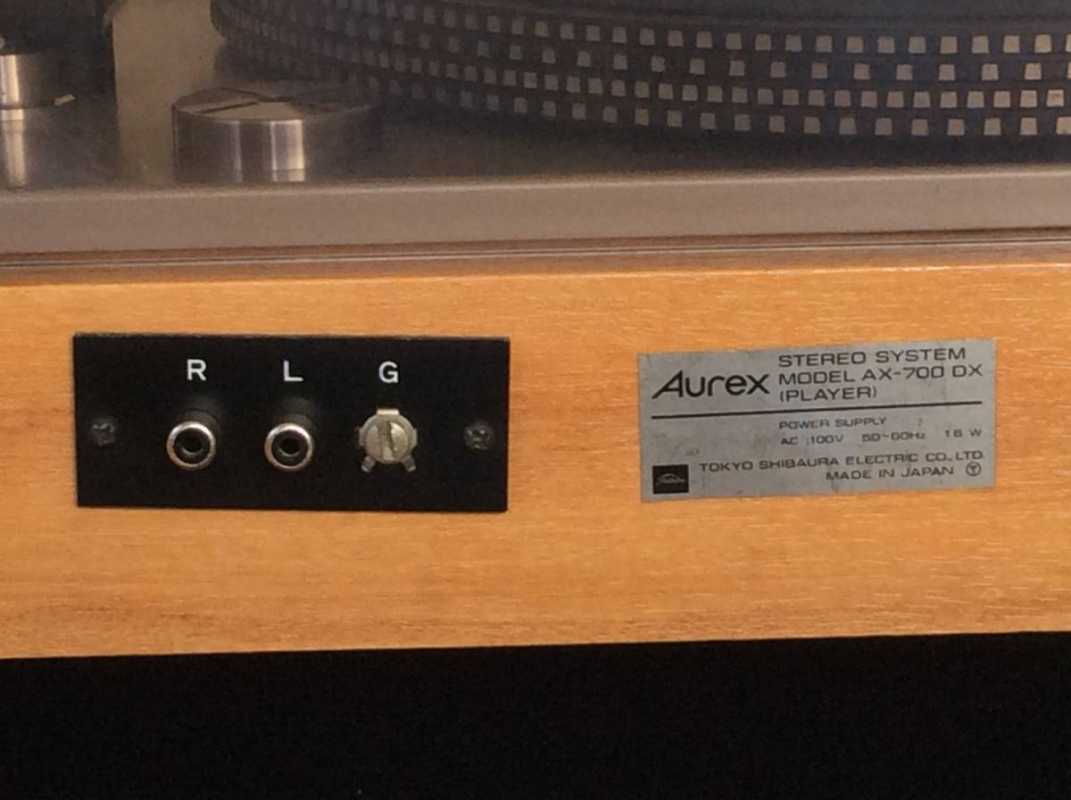 R L G
Aurex
STEREO SYSTEM
MODEL AX-700 DX
(PLAYER)
POWER SUPPLY
AC 100V 50~60Hz 16 W
TOKYO SHIBAURA ELECTRIC CO., LTD.
MADE IN JAPAN